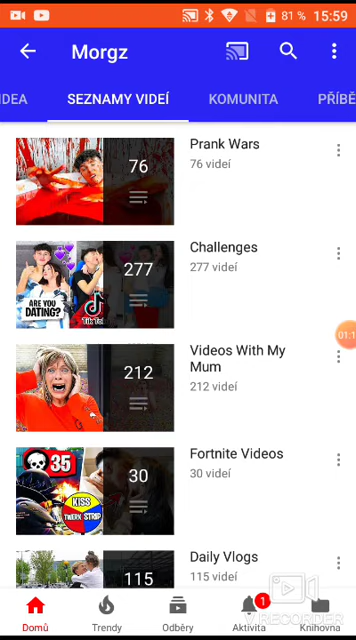 81 % 15:59
Morgz
IDEA SEZNAMY VIDEÍ KOMUNITA PŘÍBĚ
76
Prank Wars
76 videí
277
ARE YOU
DATING?
Challenges
277 videí
01:1
212
Videos With My
Mum
212 videí
35
KISS
TWERK STRIP
30
Fortnite Videos
30 videí
115
Daily Vlogs
115 videí
1
V RECORDER
Domů Trendy Odběry Aktivita Knihovna